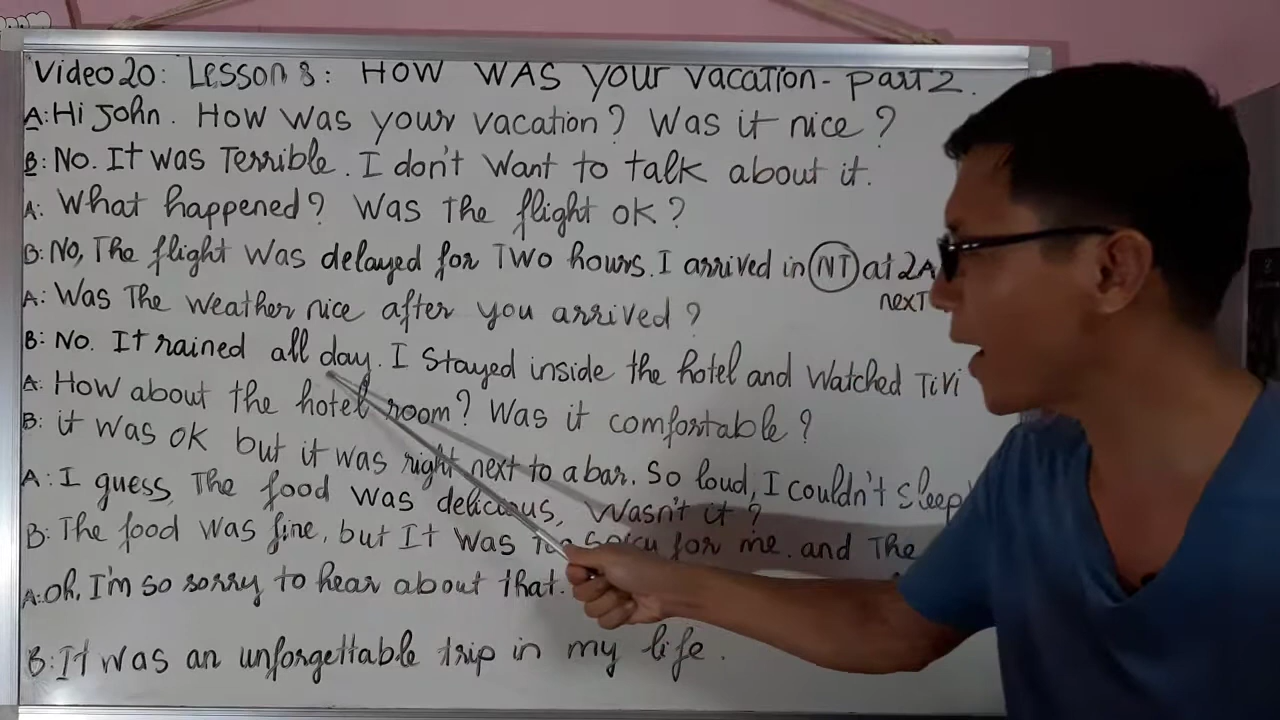 Video 20: Lesson 8: HOW WAS YOUR VACATION - PART 2.
A: Hi John. How was your vacation? Was it nice?
B: No. It was Terrible. I don't want to talk about it.
A: What happened? Was the flight OK?
B: No, The flight was delayed for Two hours. I arrived in NT at 2A
next
A: Was The weather nice after you arrived?
B: No. It rained all day. I stayed inside the hotel and watched TiVi
A: How about the hotel room? Was it comfortable?
B: it was OK but it was right next to a bar. So loud, I couldn't sleep
A: I guess, The food was delicious, Wasn't it?
B: The food was fine, but It was too spicy for me. and The
A: Oh, I'm so sorry to hear about that.
B: It was an unforgettable trip in my life.